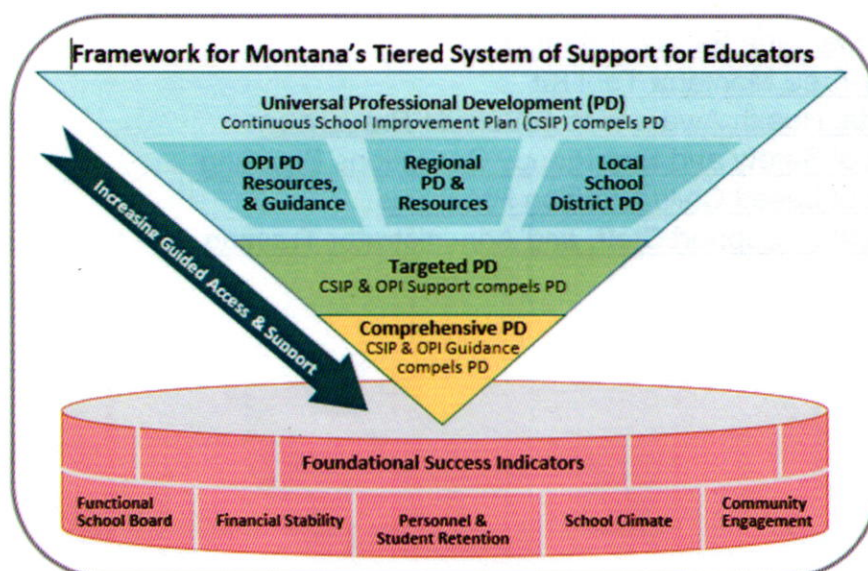 Framework for Montana's Tiered System of Support for Educators
Universal Professional Development (PD)
Continuous School Improvement Plan (CSIP) compels PD
OPI PD
Resources,
& Guidance
Regional
PD &
Resources
Local
School
District PD
Increasing Guided Access & Support
Targeted PD
CSIP & OPI Support compels PD
Comprehensive PD
CSIP & OPI Guidance
compels PD
Foundational Success Indicators
Functional
School Board
Financial Stability
Personnel &
Student Retention
School Climate
Community
Engagement